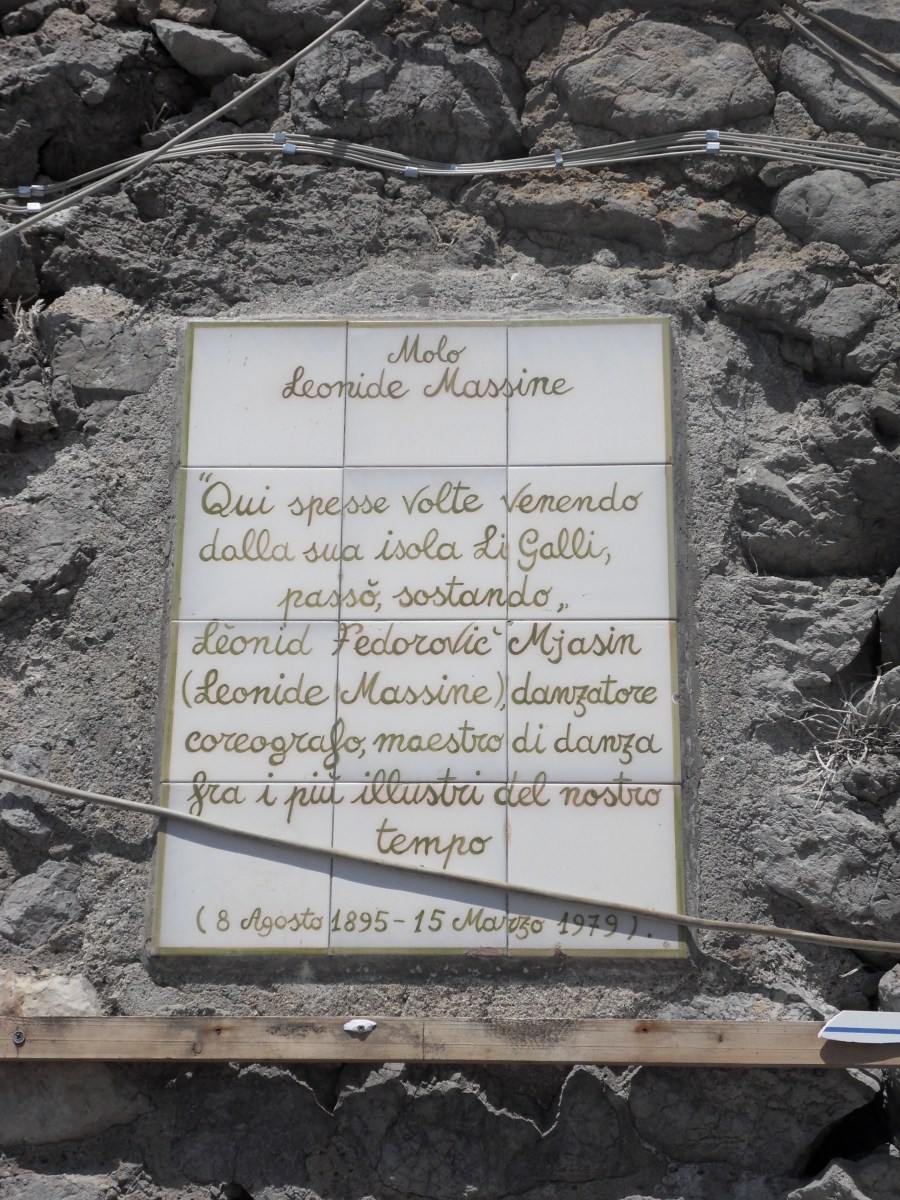 Molo
Leonide Massine
"Qui spesse volte venendo
dalla sua isola Li Galli,
passò, sostando„
Lèonid Fedorovič Mjasin
(Leonide Massine), danzatore
coreografo, maestro di danza
fra i più illustri del nostro
tempo
(8 Agosto 1895 - 15 Marzo 1979).